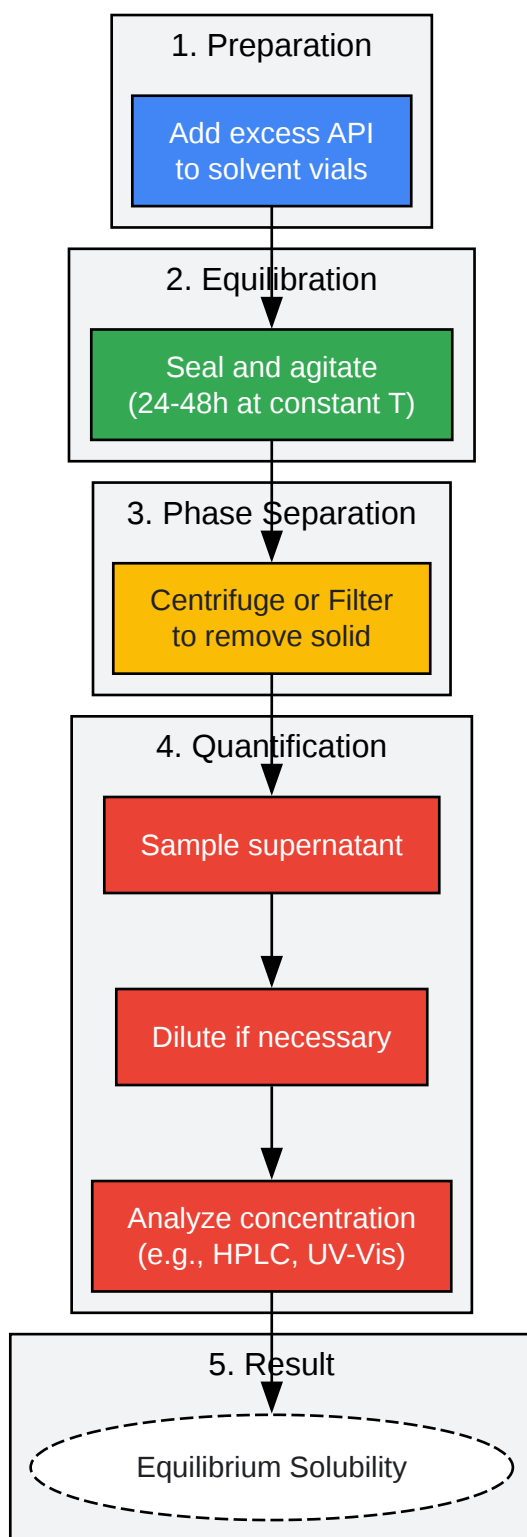 1. Preparation
Add excess API
to solvent vials
2. Equilibration
Seal and agitate
(24-48h at constant T)
3. Phase Separation
Centrifuge or Filter
to remove solid
4. Quantification
Sample supernatant
Dilute if necessary
Analyze concentration
(e.g., HPLC, UV-Vis)
5. Result
Equilibrium Solubility